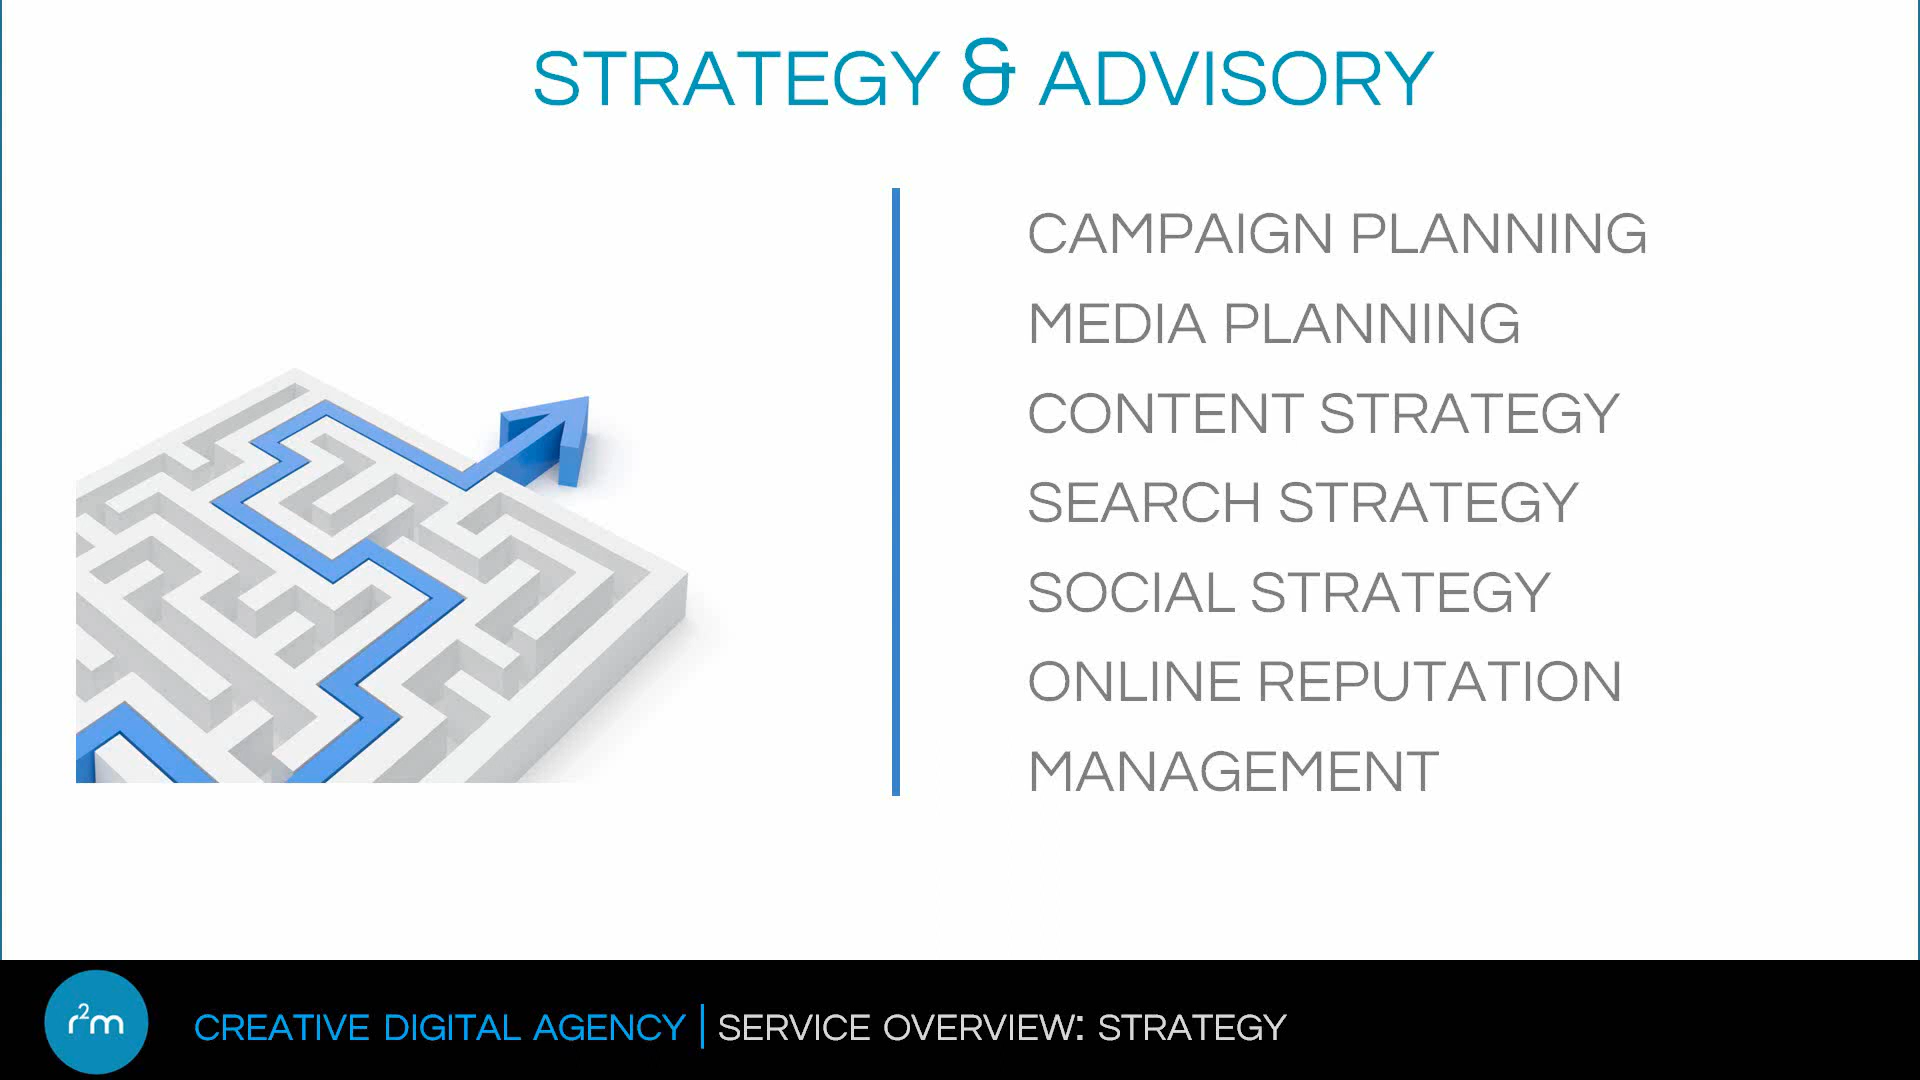 STRATEGY & ADVISORY
CAMPAIGN PLANNING
MEDIA PLANNING
CONTENT STRATEGY
SEARCH STRATEGY
SOCIAL STRATEGY
ONLINE REPUTATION
MANAGEMENT
r²m
CREATIVE DIGITAL AGENCY | SERVICE OVERVIEW: STRATEGY